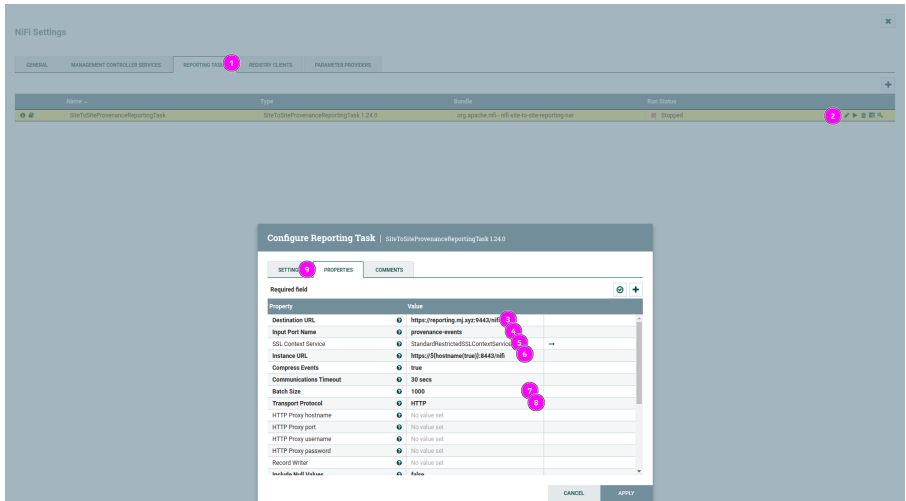 NiFi Settings
GENERAL MANAGEMENT CONTROLLER SERVICES REPORTING TASK 1 REGISTRY CLIENTS PARAMETER PROVIDERS
Name Type Bundle Run Status
SiteToSiteProvenanceReportingTask SiteToSiteProvenanceReportingTask 1.24.0 org.apache.nifi - nifi-site-to-site-reporting-nar Stopped 2
Configure Reporting Task | SiteToSiteProvenanceReportingTask 1.24.0
SETTING 9 PROPERTIES COMMENTS
Required field
Property Value
Destination URL https://reporting.mj.xyz:9443/nifi 3
Input Port Name provenance-events 4
SSL Context Service StandardRestrictedSSLContextService 5
Instance URL https://${hostname(true)}:8443/nifi 6
Compress Events true
Communications Timeout 30 secs
Batch Size 1000 7
Transport Protocol HTTP 8
HTTP Proxy hostname No value set
HTTP Proxy port No value set
HTTP Proxy username No value set
HTTP Proxy password No value set
Record Writer No value set
Include Null Values false
CANCEL APPLY